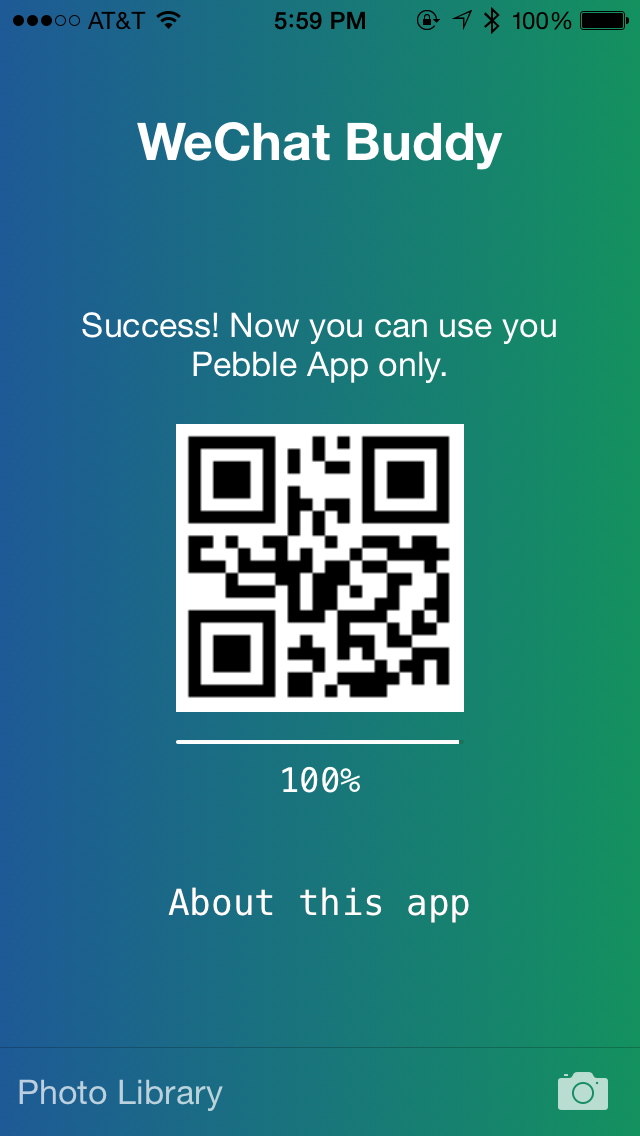 AT&T 5:59 PM 100%
WeChat Buddy
Success! Now you can use you
Pebble App only.
100%
About this app
Photo Library